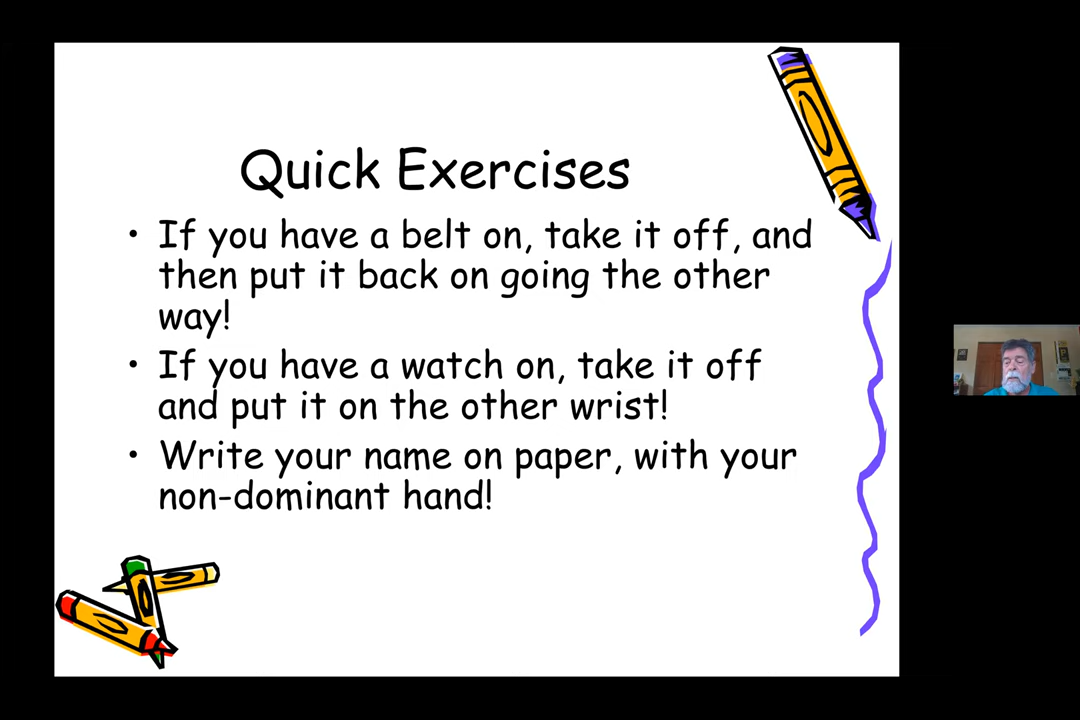 Quick Exercises
• If you have a belt on, take it off, and
then put it back on going the other
way!
• If you have a watch on, take it off
and put it on the other wrist!
• Write your name on paper, with your
non-dominant hand!